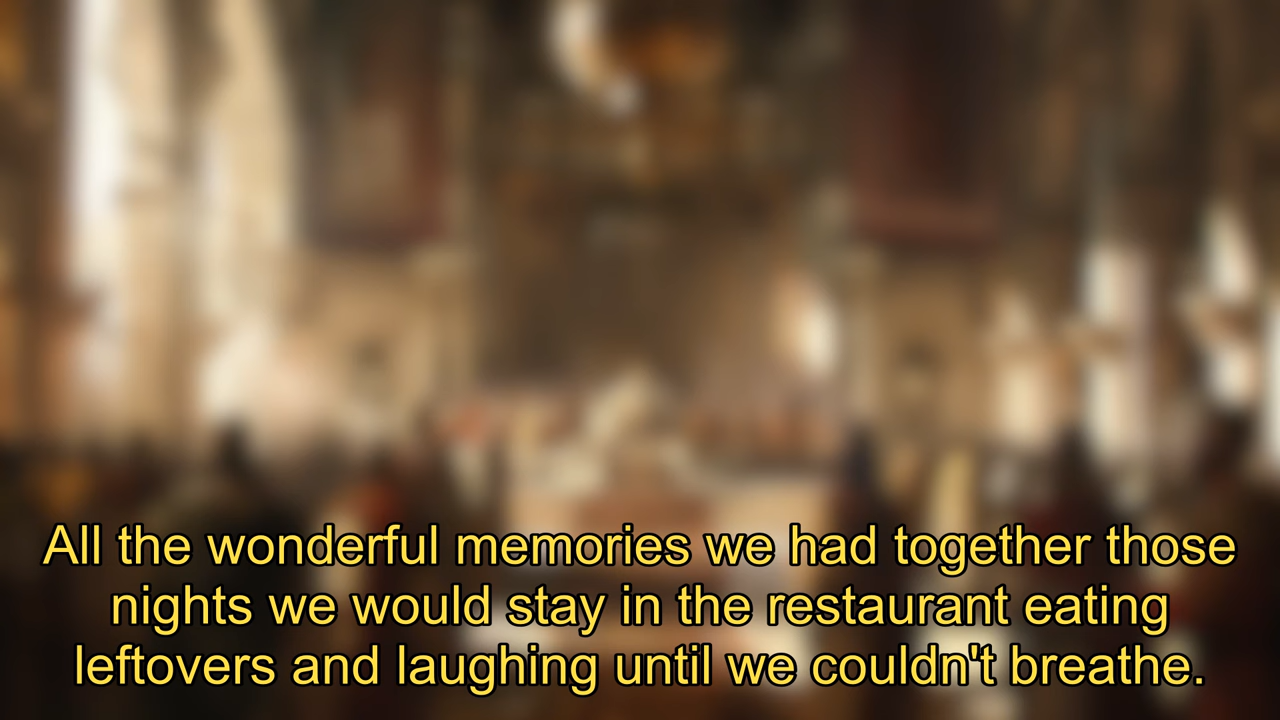 All the wonderful memories we had together those
nights we would stay in the restaurant eating
leftovers and laughing until we couldn't breathe.